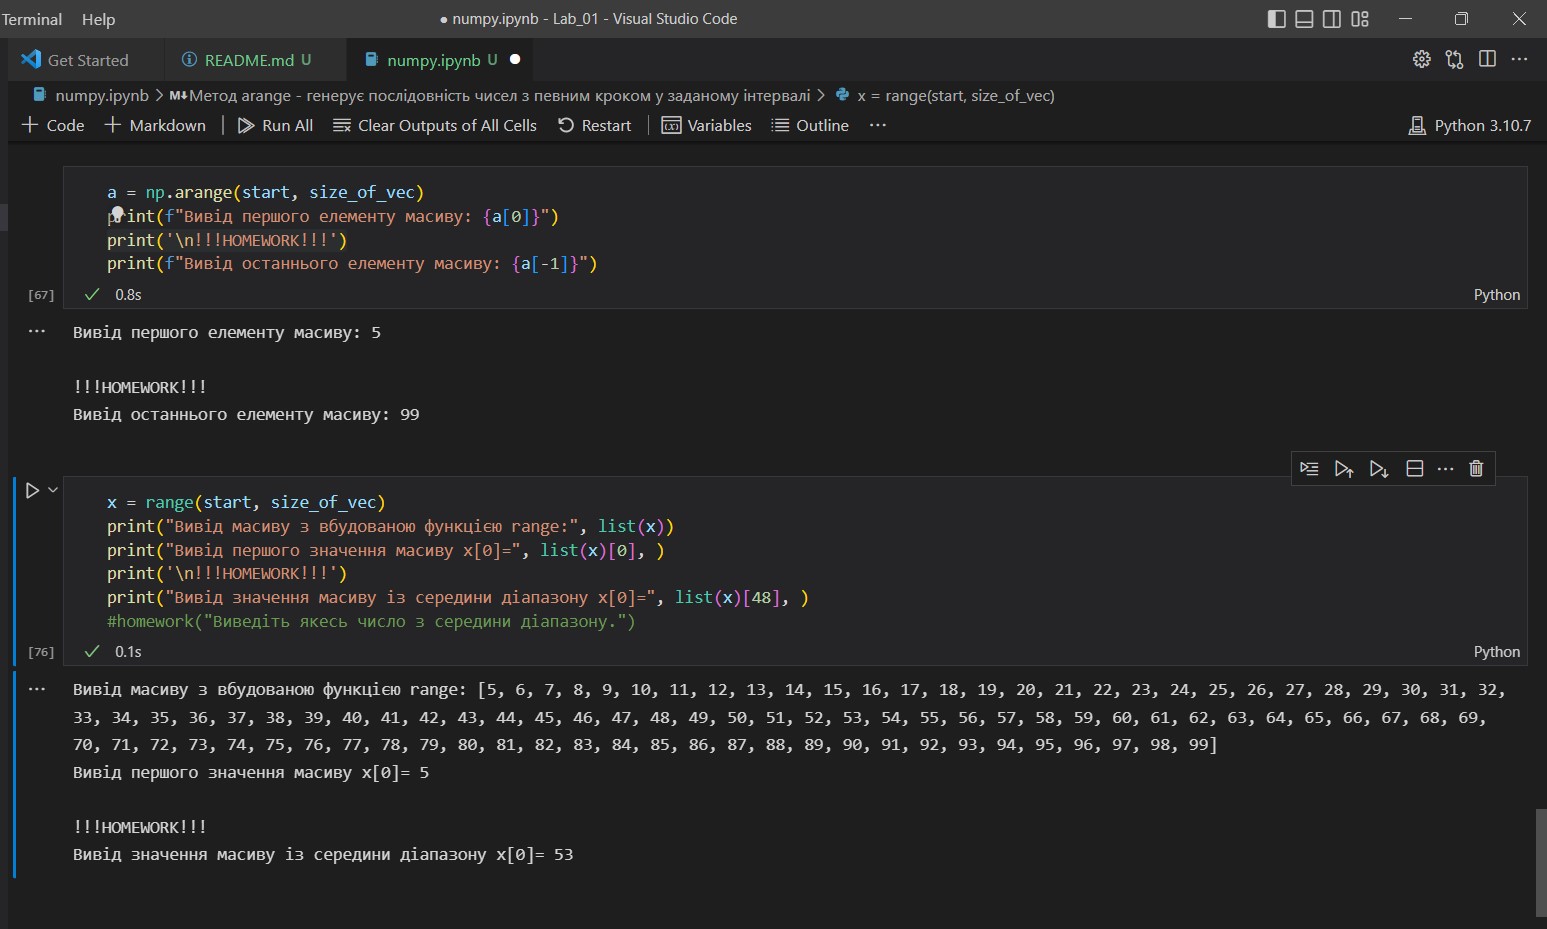 Terminal Help
● numpy.ipynb - Lab_01 - Visual Studio Code
Get Started
README.md U
numpy.ipynb U ●
numpy.ipynb > M↓Метод arange - генерує послідовність чисел з певним кроком у заданому інтервалі > x = range(start, size_of_vec)
+ Code + Markdown | Run All Clear Outputs of All Cells Restart | Variables Outline ...
Python 3.10.7
a = np.arange(start, size_of_vec)
print(f"Вивід першого елементу масиву: {a[0]}")
print('\n!!!HOMEWORK!!!')
print(f"Вивід останнього елементу масиву: {a[-1]}")
[67] ✓ 0.8s Python
... Вивід першого елементу масиву: 5
!!!HOMEWORK!!!
Вивід останнього елементу масиву: 99
x = range(start, size_of_vec)
print("Вивід масиву з вбудованою функцією range:", list(x))
print("Вивід першого значення масиву x[0]=", list(x)[0], )
print('\n!!!HOMEWORK!!!')
print("Вивід значення масиву із середини діапазону x[0]=", list(x)[48], )
#homework("Виведіть якесь число з середини діапазону.")
[76] ✓ 0.1s Python
... Вивід масиву з вбудованою функцією range: [5, 6, 7, 8, 9, 10, 11, 12, 13, 14, 15, 16, 17, 18, 19, 20, 21, 22, 23, 24, 25, 26, 27, 28, 29, 30, 31, 32,
33, 34, 35, 36, 37, 38, 39, 40, 41, 42, 43, 44, 45, 46, 47, 48, 49, 50, 51, 52, 53, 54, 55, 56, 57, 58, 59, 60, 61, 62, 63, 64, 65, 66, 67, 68, 69,
70, 71, 72, 73, 74, 75, 76, 77, 78, 79, 80, 81, 82, 83, 84, 85, 86, 87, 88, 89, 90, 91, 92, 93, 94, 95, 96, 97, 98, 99]
Вивід першого значення масиву x[0]= 5
!!!HOMEWORK!!!
Вивід значення масиву із середини діапазону x[0]= 53